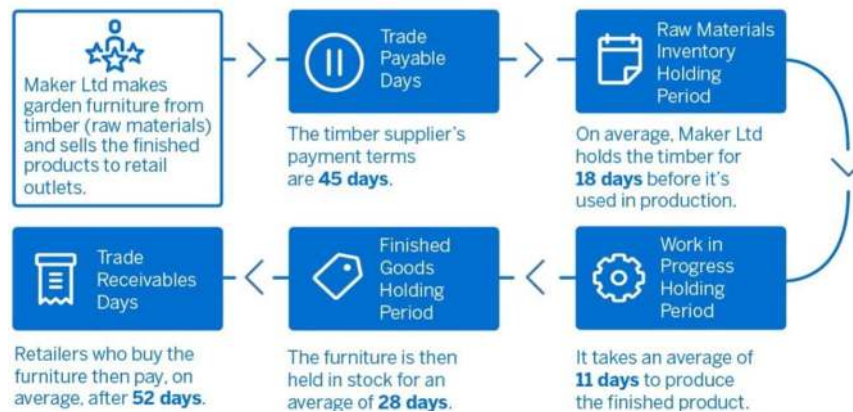 Maker Ltd makes
garden furniture from
timber (raw materials)
and sells the finished
products to retail
outlets.
Trade
Payable
Days
The timber supplier's
payment terms
are 45 days.
Raw Materials
Inventory
Holding
Period
On average, Maker Ltd
holds the timber for
18 days before it's
used in production.
Work in
Progress
Holding
Period
It takes an average of
11 days to produce
the finished product.
Finished
Goods
Holding
Period
The furniture is then
held in stock for an
average of 28 days.
Trade
Receivables
Days
Retailers who buy the
furniture then pay, on
average, after 52 days.